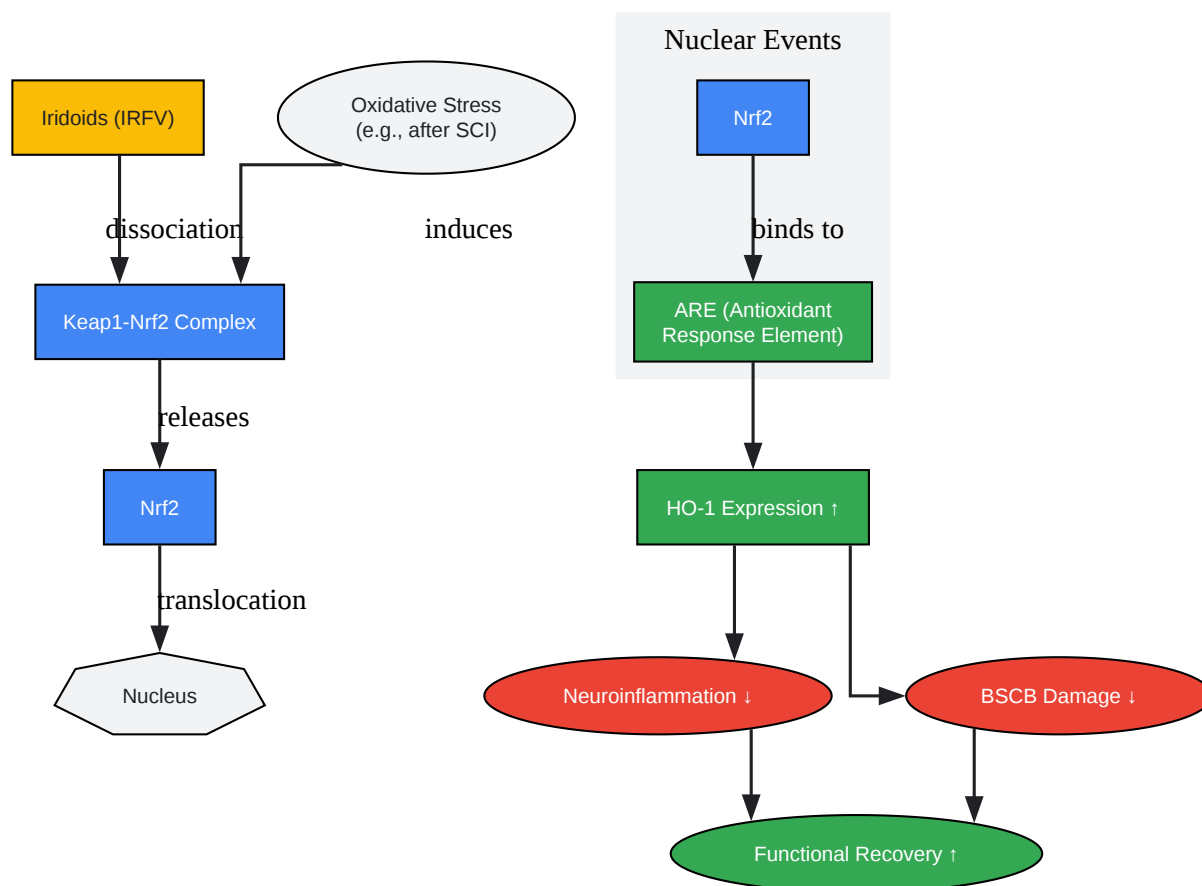 Nuclear Events
Iridoids (IRFV)
Oxidative Stress
(e.g., after SCI)
Nrf2
dissociation
induces
binds to
Keap1-Nrf2 Complex
ARE (Antioxidant
Response Element)
releases
Nrf2
HO-1 Expression ↑
translocation
Nucleus
Neuroinflammation ↓
BSCB Damage ↓
Functional Recovery ↑